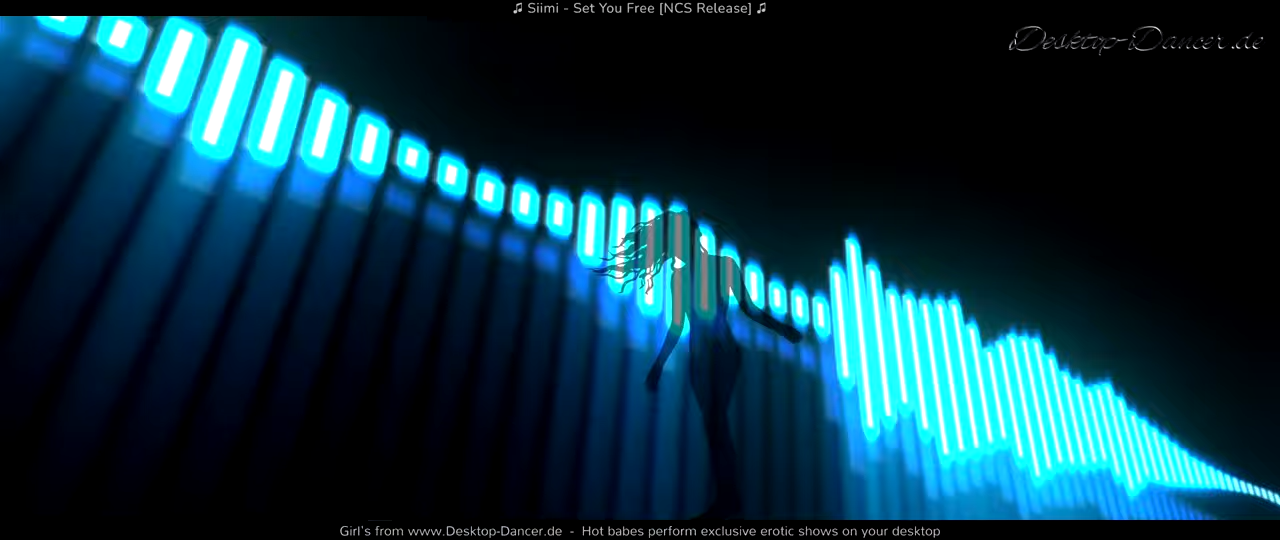 ♫ Siimi - Set You Free [NCS Release] ♫
Desktop-Dancer.de
Girl's from www.Desktop-Dancer.de - Hot babes perform exclusive erotic shows on your desktop